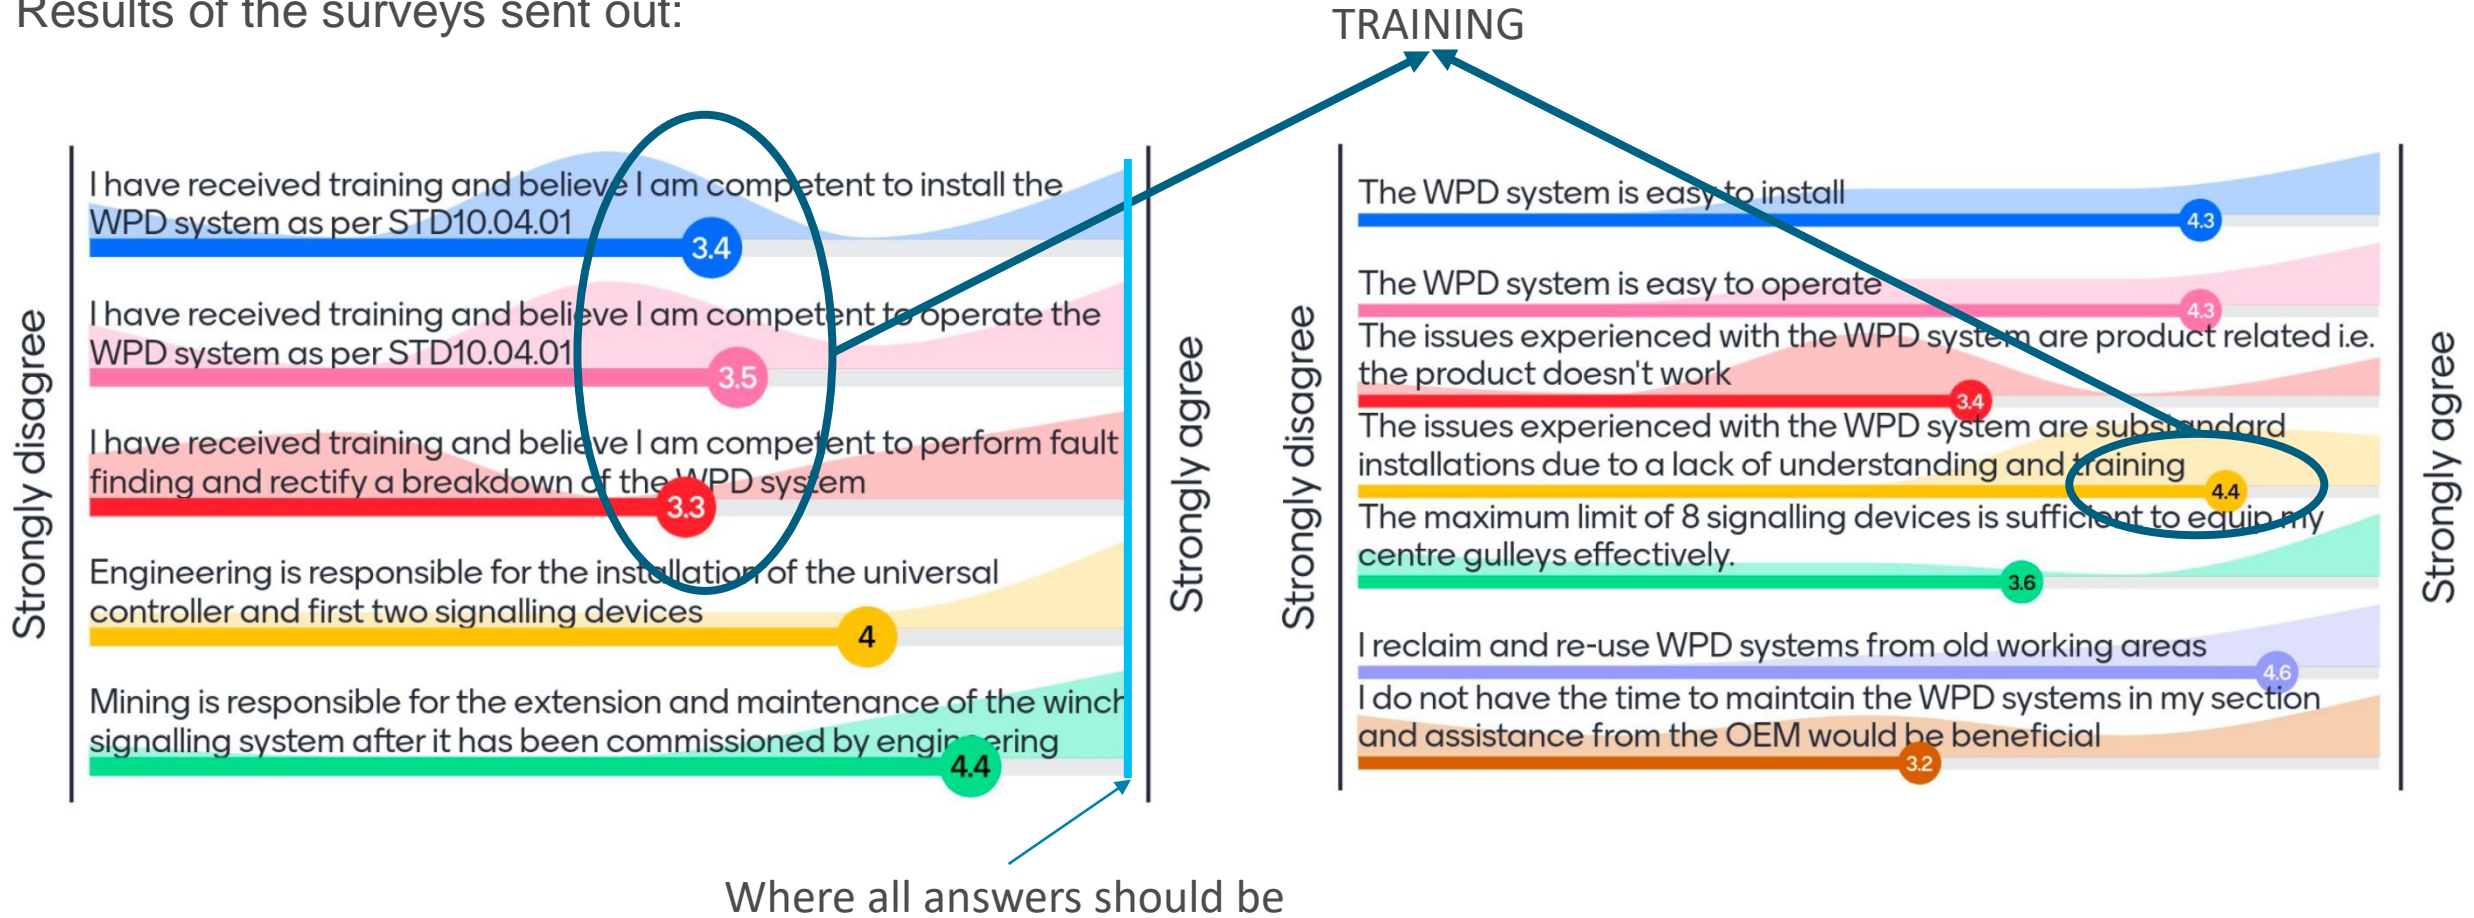 Results of the surveys sent out:
TRAINING
Strongly disagree
I have received training and believe I am competent to install the
WPD system as per STD10.04.01
3.4
I have received training and believe I am competent to operate the
WPD system as per STD10.04.01
3.5
I have received training and believe I am competent to perform fault
finding and rectify a breakdown of the WPD system
3.3
Engineering is responsible for the installation of the universal
controller and first two signalling devices
4
Mining is responsible for the extension and maintenance of the winch
signalling system after it has been commissioned by engineering
4.4
Strongly agree
Where all answers should be
Strongly disagree
The WPD system is easy to install
4.3
The WPD system is easy to operate
4.3
The issues experienced with the WPD system are product related i.e.
the product doesn't work
3.4
The issues experienced with the WPD system are substandard
installations due to a lack of understanding and training
4.4
The maximum limit of 8 signalling devices is sufficient to equip my
centre gulleys effectively.
3.6
I reclaim and re-use WPD systems from old working areas
4.6
I do not have the time to maintain the WPD systems in my section
and assistance from the OEM would be beneficial
3.2
Strongly agree